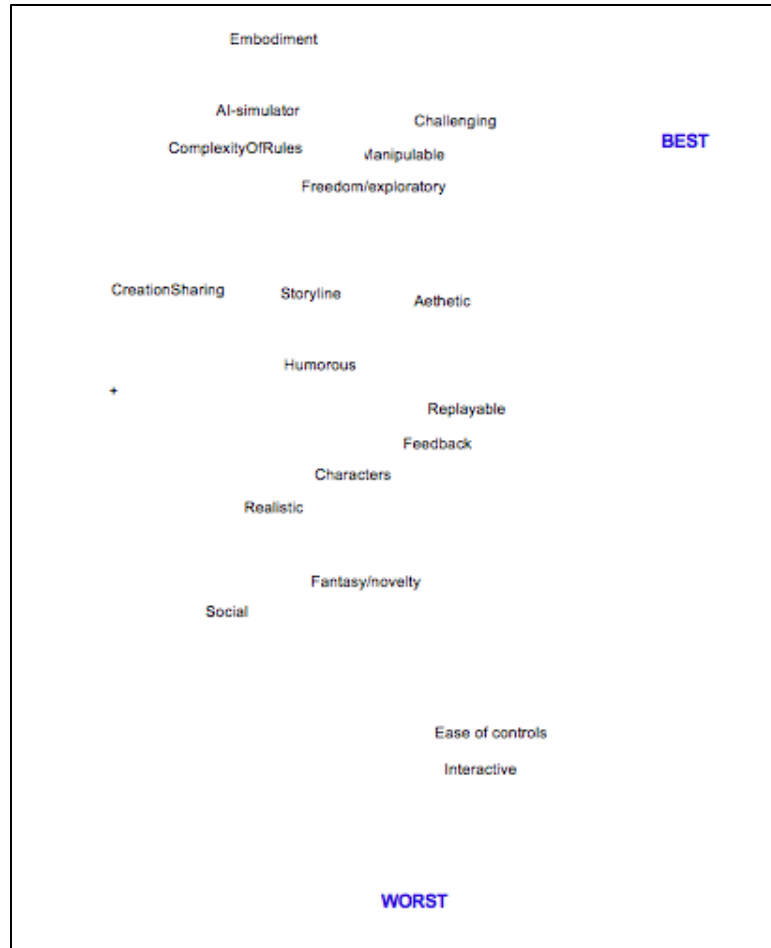 Embodiment
AI-simulator
Challenging
BEST
ComplexityOfRules
Manipulable
Freedom/exploratory
CreationSharing
Storyline
Aethetic
Humorous
+
Replayable
Feedback
Characters
Realistic
Fantasy/novelty
Social
Ease of controls
Interactive
WORST